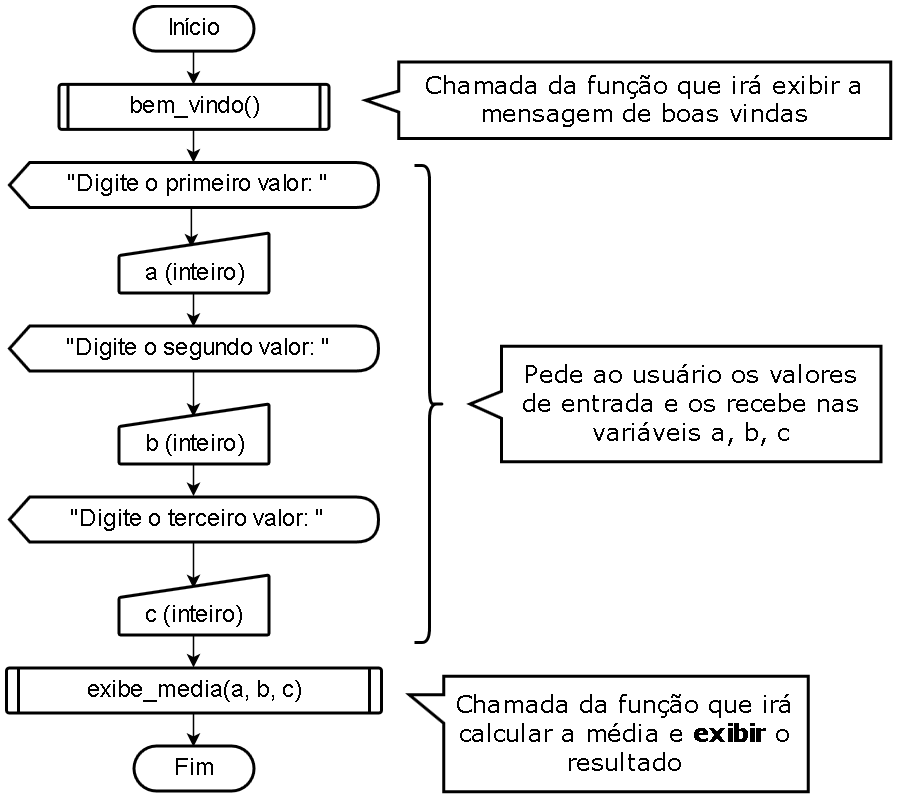 Início
bem_vindo()
Chamada da função que irá exibir a
mensagem de boas vindas
"Digite o primeiro valor: "
a (inteiro)
"Digite o segundo valor: "
b (inteiro)
"Digite o terceiro valor: "
c (inteiro)
Pede ao usuário os valores
de entrada e os recebe nas
variáveis a, b, c
exibe_media(a, b, c)
Chamada da função que irá
calcular a média e exibir o
resultado
Fim